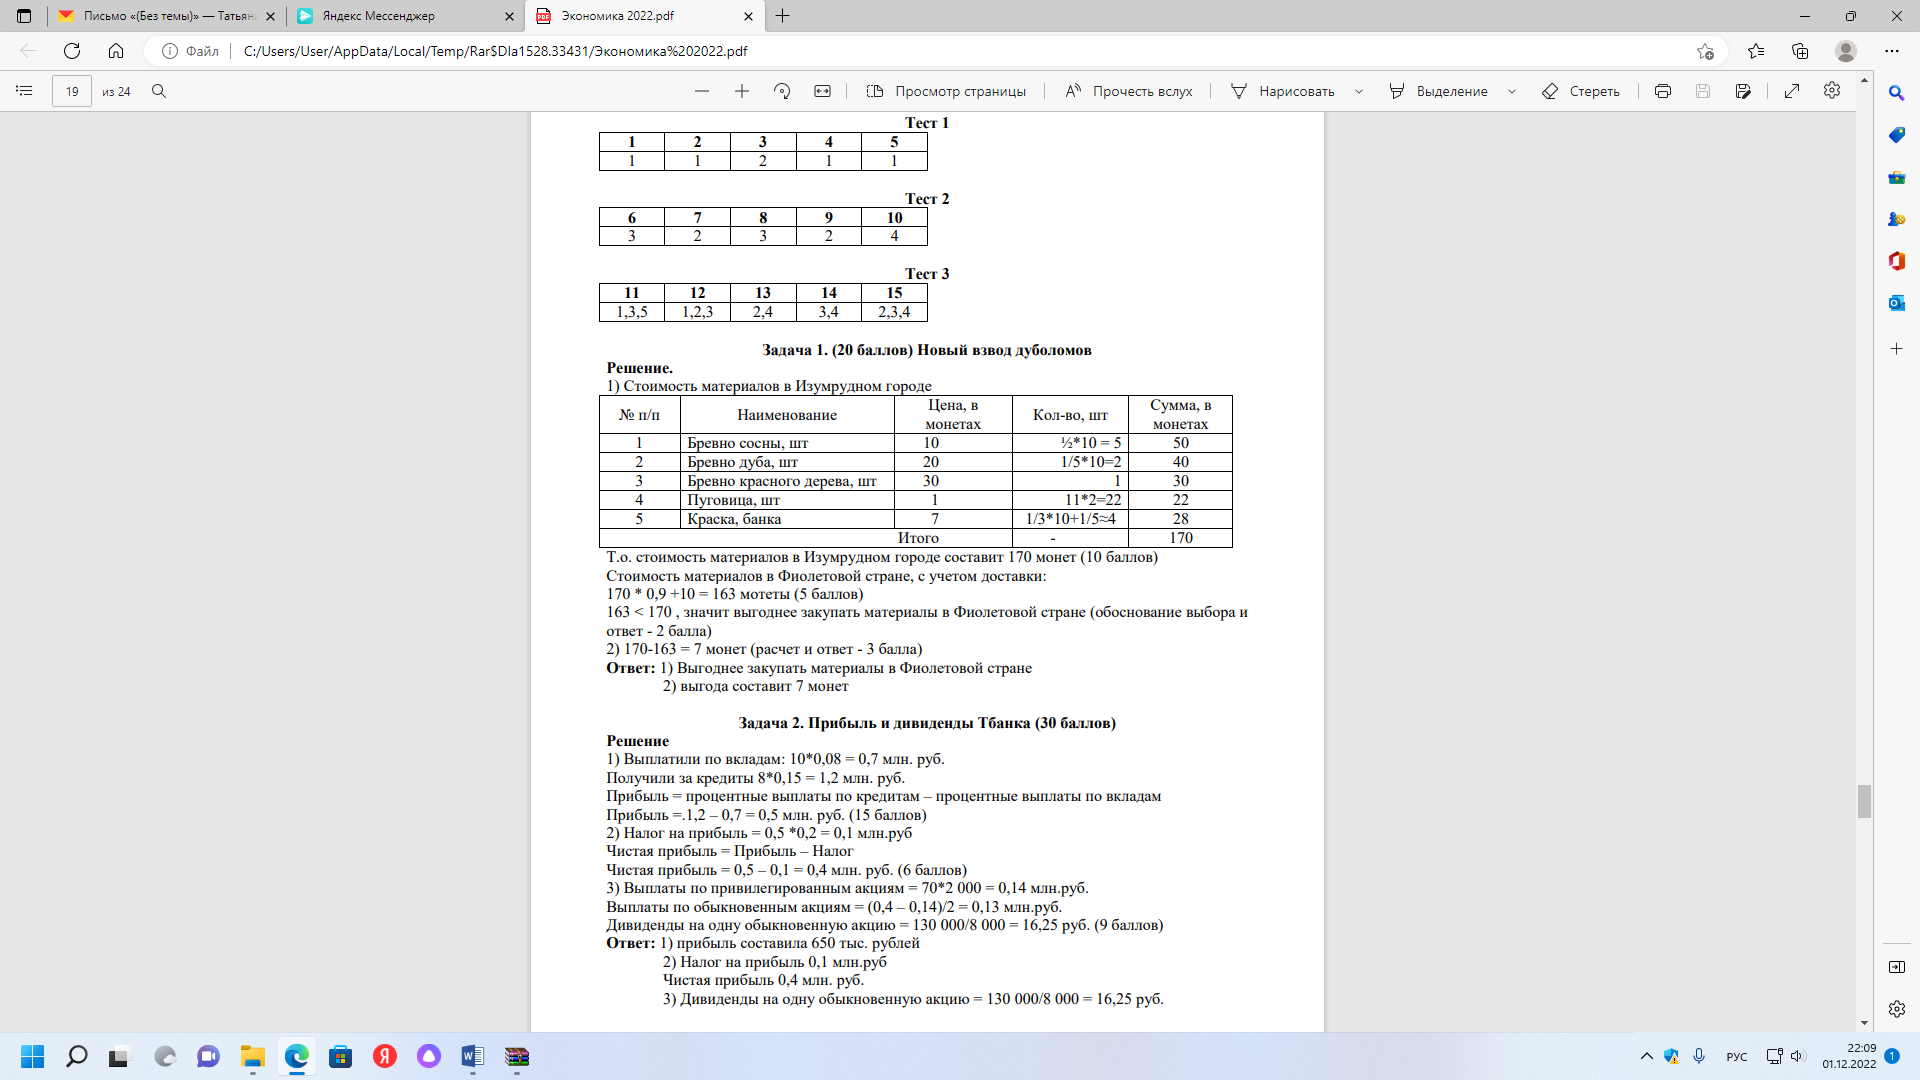 Письмо «(Без темы)» — Татьян
Яндекс Мессенджер
Экономика 2022.pdf
Файл
C:/Users/User/AppData/Local/Temp/Rar$DIa1528.33431/Экономика%202022.pdf
19 из 24
Просмотр страницы
Прочесть вслух
Нарисовать
Выделение
Стереть
Тест 1
1 2 3 4 5
1 1 2 1 1
Тест 2
6 7 8 9 10
3 2 3 2 4
Тест 3
11 12 13 14 15
1,3,5 1,2,3 2,4 3,4 2,3,4
Задача 1. (20 баллов) Новый взвод дуболомов
Решение.
1) Стоимость материалов в Изумрудном городе
№ п/п Наименование Цена, в монетах Кол-во, шт Сумма, в монетах
1 Бревно сосны, шт 10 ½*10 = 5 50
2 Бревно дуба, шт 20 1/5*10=2 40
3 Бревно красного дерева, шт 30 1 30
4 Пуговица, шт 1 11*2=22 22
5 Краска, банка 7 1/3*10+1/5≈4 28
Итого - 170
Т.о. стоимость материалов в Изумрудном городе составит 170 монет (10 баллов)
Стоимость материалов в Фиолетовой стране, с учетом доставки:
170 * 0,9 +10 = 163 мотеты (5 баллов)
163 < 170 , значит выгоднее закупать материалы в Фиолетовой стране (обоснование выбора и
ответ - 2 балла)
2) 170-163 = 7 монет (расчет и ответ - 3 балла)
Ответ: 1) Выгоднее закупать материалы в Фиолетовой стране
2) выгода составит 7 монет
Задача 2. Прибыль и дивиденды Тбанка (30 баллов)
Решение
1) Выплатили по вкладам: 10*0,08 = 0,7 млн. руб.
Получили за кредиты 8*0,15 = 1,2 млн. руб.
Прибыль = процентные выплаты по кредитам – процентные выплаты по вкладам
Прибыль =.1,2 – 0,7 = 0,5 млн. руб. (15 баллов)
2) Налог на прибыль = 0,5 *0,2 = 0,1 млн.руб
Чистая прибыль = Прибыль – Налог
Чистая прибыль = 0,5 – 0,1 = 0,4 млн. руб. (6 баллов)
3) Выплаты по привилегированным акциям = 70*2 000 = 0,14 млн.руб.
Выплаты по обыкновенным акциям = (0,4 – 0,14)/2 = 0,13 млн.руб.
Дивиденды на одну обыкновенную акцию = 130 000/8 000 = 16,25 руб. (9 баллов)
Ответ: 1) прибыль составила 650 тыс. рублей
2) Налог на прибыль 0,1 млн.руб
Чистая прибыль 0,4 млн. руб.
3) Дивиденды на одну обыкновенную акцию = 130 000/8 000 = 16,25 руб.
РУС
22:09
01.12.2022
1